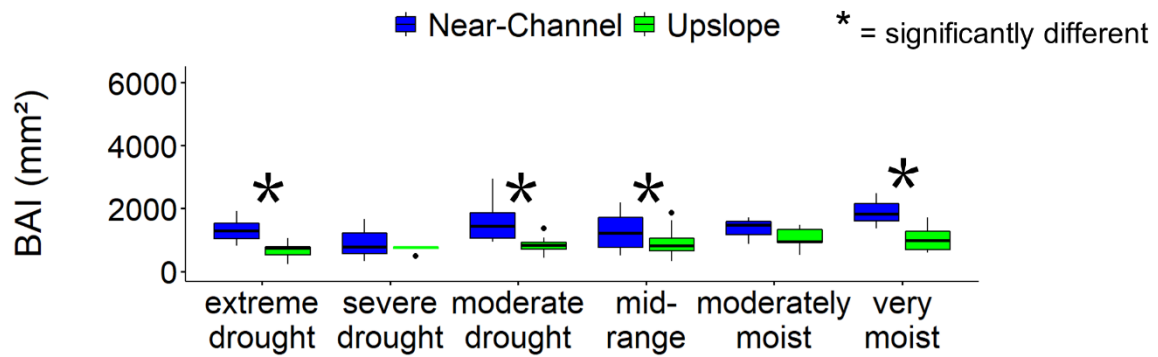 Near-Channel Upslope * = significantly different
BAI (mm²)
6000
4000
2000
0
* * * *
extreme drought
severe drought
moderate drought
mid-range
moderately moist
very moist